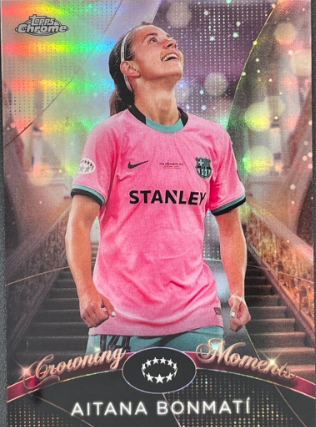 Topps
Chrome
STANLEY
Crowning Moments
AITANA BONMATÍ